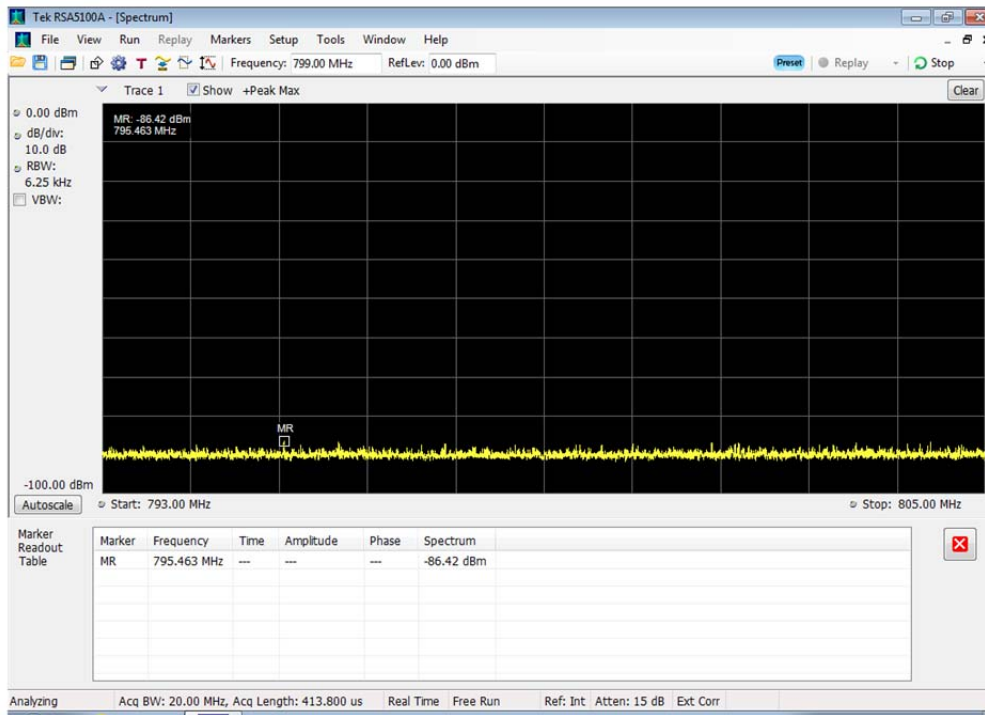 Tek RSA5100A - [Spectrum]
File View Run Replay Markers Setup Tools Window Help
T Frequency: 799.00 MHz RefLev: 0.00 dBm Preset Replay Stop
Trace 1 Show +Peak Max Clear
0.00 dBm
MR: -86.42 dBm
795.463 MHz
dB/div:
10.0 dB
RBW:
6.25 kHz
VBW:
MR
-100.00 dBm
Autoscale Start: 793.00 MHz Stop: 805.00 MHz
Marker Readout Table
Marker Frequency Time Amplitude Phase Spectrum
MR 795.463 MHz --- --- --- -86.42 dBm
Analyzing Acq BW: 20.00 MHz, Acq Length: 413.800 us Real Time Free Run Ref: Int Atten: 15 dB Ext Corr